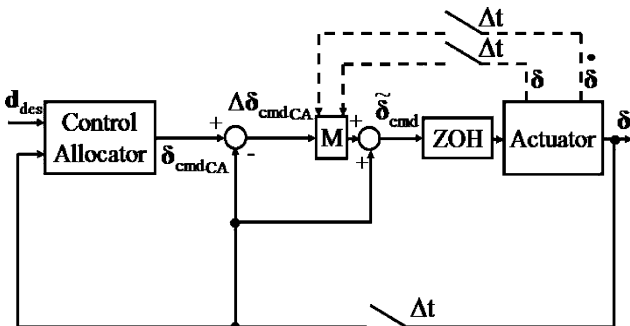 Δt
Δt
δ
δ̇
d_des
Control
Allocator
+
-
δ_cmdCA
Δδ_cmdCA
M
+
+
δ̃_cmd
ZOH
Actuator
δ
Δt